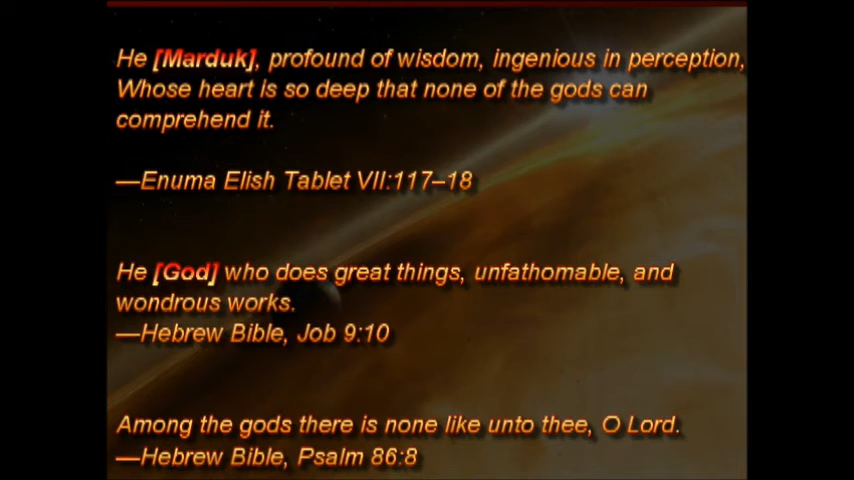 He [Marduk], profound of wisdom, ingenious in perception,
Whose heart is so deep that none of the gods can
comprehend it.
—Enuma Elish Tablet VII:117–18
He [God] who does great things, unfathomable, and
wondrous works.
—Hebrew Bible, Job 9:10
Among the gods there is none like unto thee, O Lord.
—Hebrew Bible, Psalm 86:8